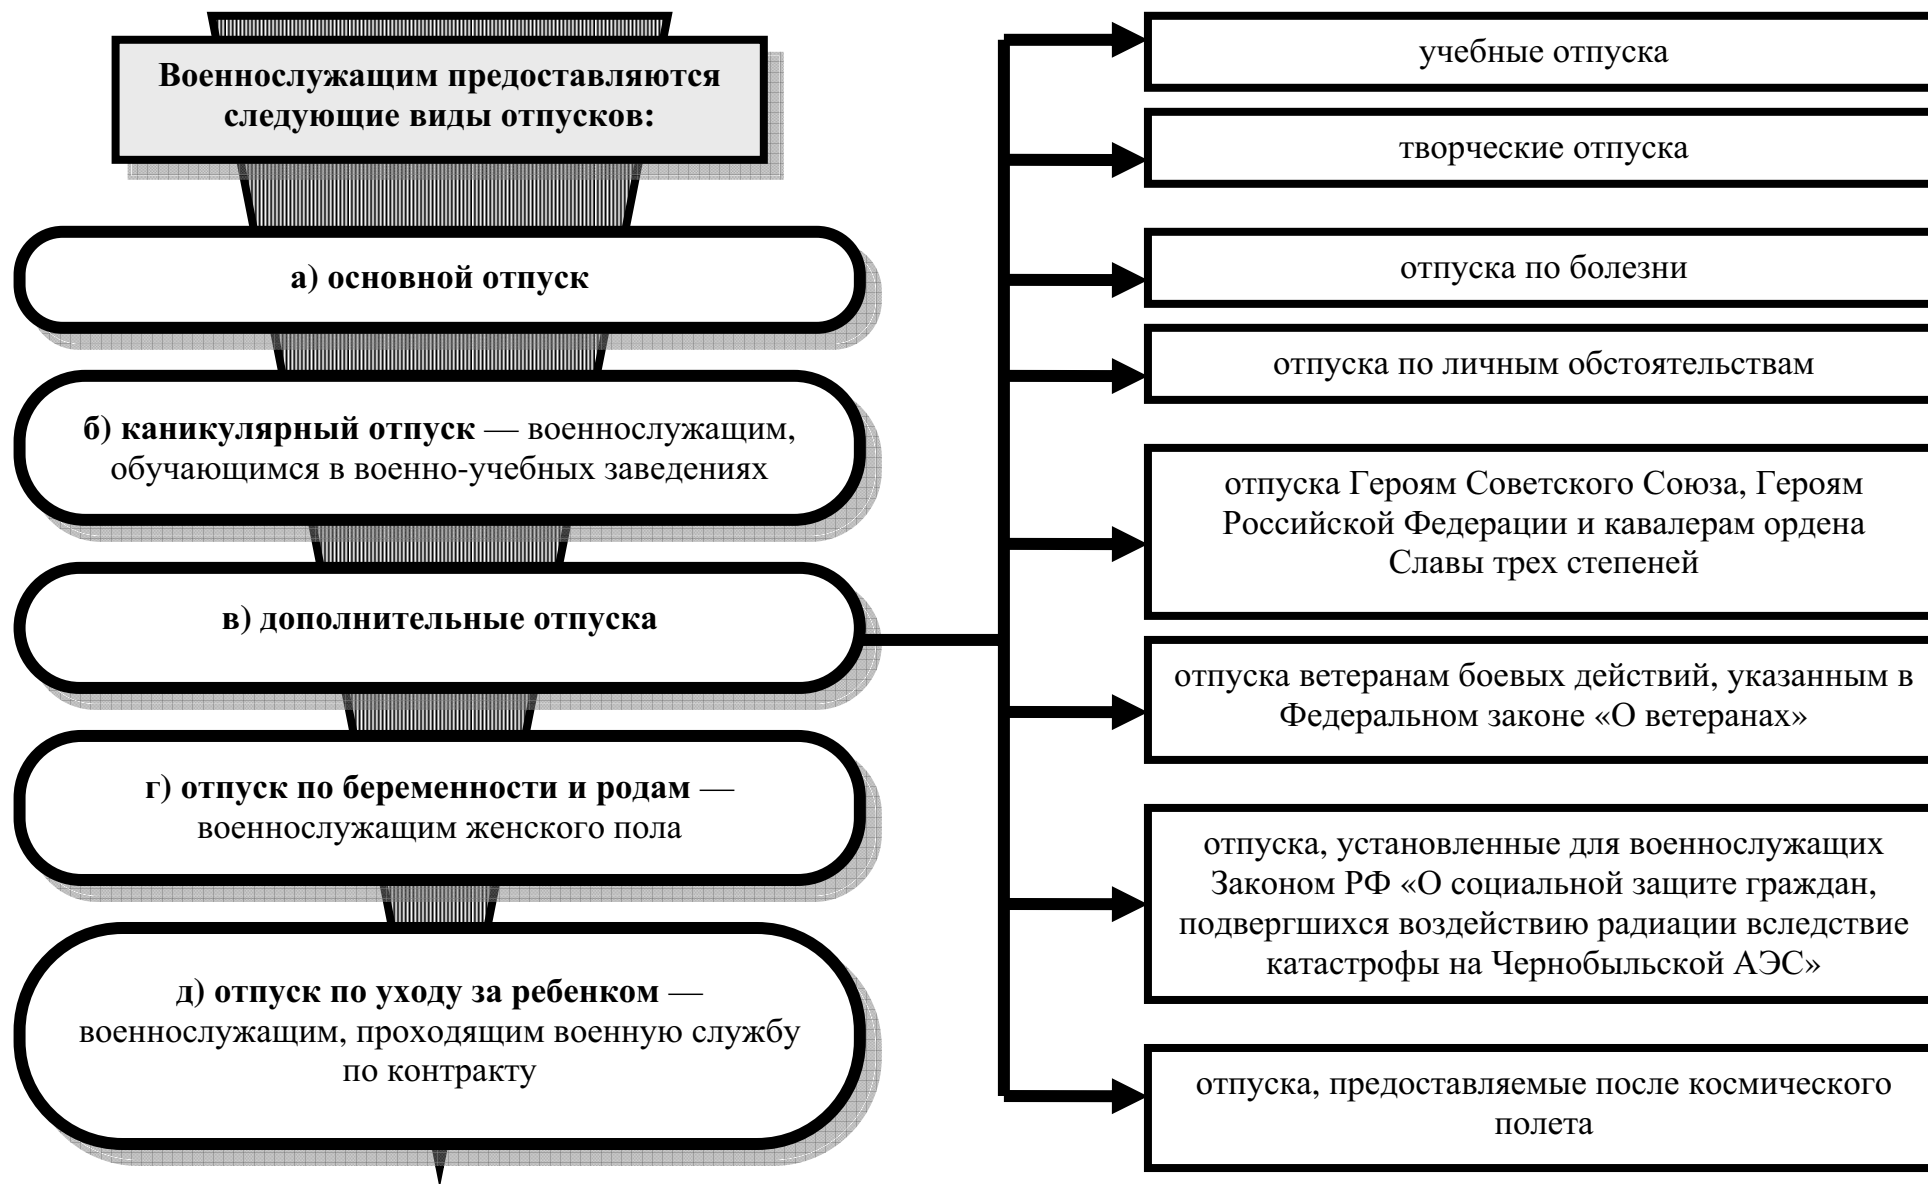 Военнослужащим предоставляются
следующие виды отпусков:
а) основной отпуск
б) каникулярный отпуск — военнослужащим,
обучающимся в военно-учебных заведениях
в) дополнительные отпуска
г) отпуск по беременности и родам —
военнослужащим женского пола
д) отпуск по уходу за ребенком —
военнослужащим, проходящим военную службу
по контракту
учебные отпуска
творческие отпуска
отпуска по болезни
отпуска по личным обстоятельствам
отпуска Героям Советского Союза, Героям
Российской Федерации и кавалерам ордена
Славы трех степеней
отпуска ветеранам боевых действий, указанным в
Федеральном законе «О ветеранах»
отпуска, установленные для военнослужащих
Законом РФ «О социальной защите граждан,
подвергшихся воздействию радиации вследствие
катастрофы на Чернобыльской АЭС»
отпуска, предоставляемые после космического
полета